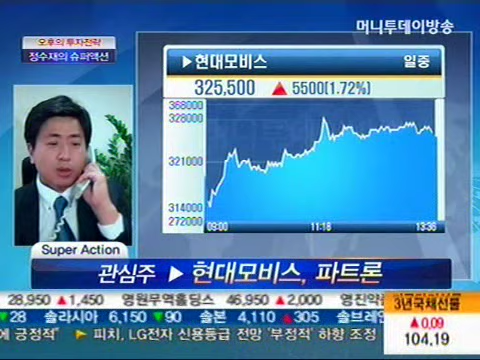 오후의 투자전략
정수재의 슈퍼액션
머니투데이방송
▶현대모비스 일중
325,500 ▲ 5500(1.72%)
368000
328000
321000
314000
272000
09:00 11:18 13:36
Super Action
관심주 ▶ 현대모비스, 파트론
28,950 ▲1,450 영원무역홀딩스 46,950 ▲2,000 영진약
▼28 솔라시아 6,150 ▼90 솔본 4,110 ▲305 솔브레인
에 긍정적" ▶ 피치, LG전자 신용등급 전망 '부정적' 하향 조정
3년국채선물
▲0,09
104.19